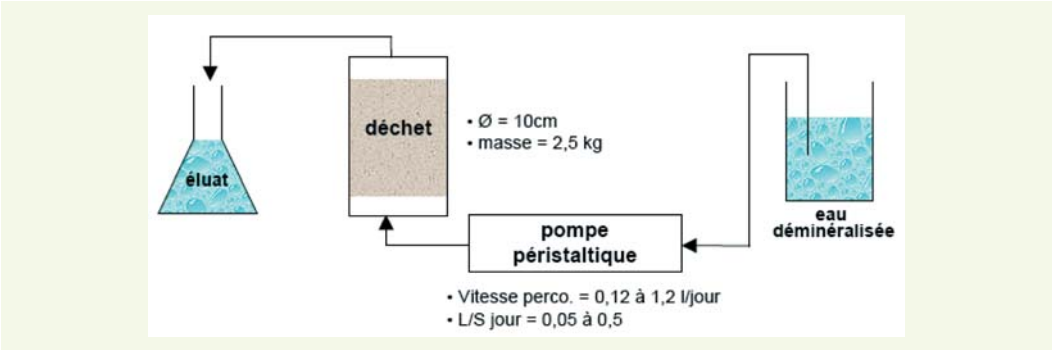 déchet
• Ø = 10cm
• masse = 2,5 kg
éluat
eau
déminéralisée
pompe
péristaltique
• Vitesse perco. = 0,12 à 1,2 l/jour
• L/S jour = 0,05 à 0,5